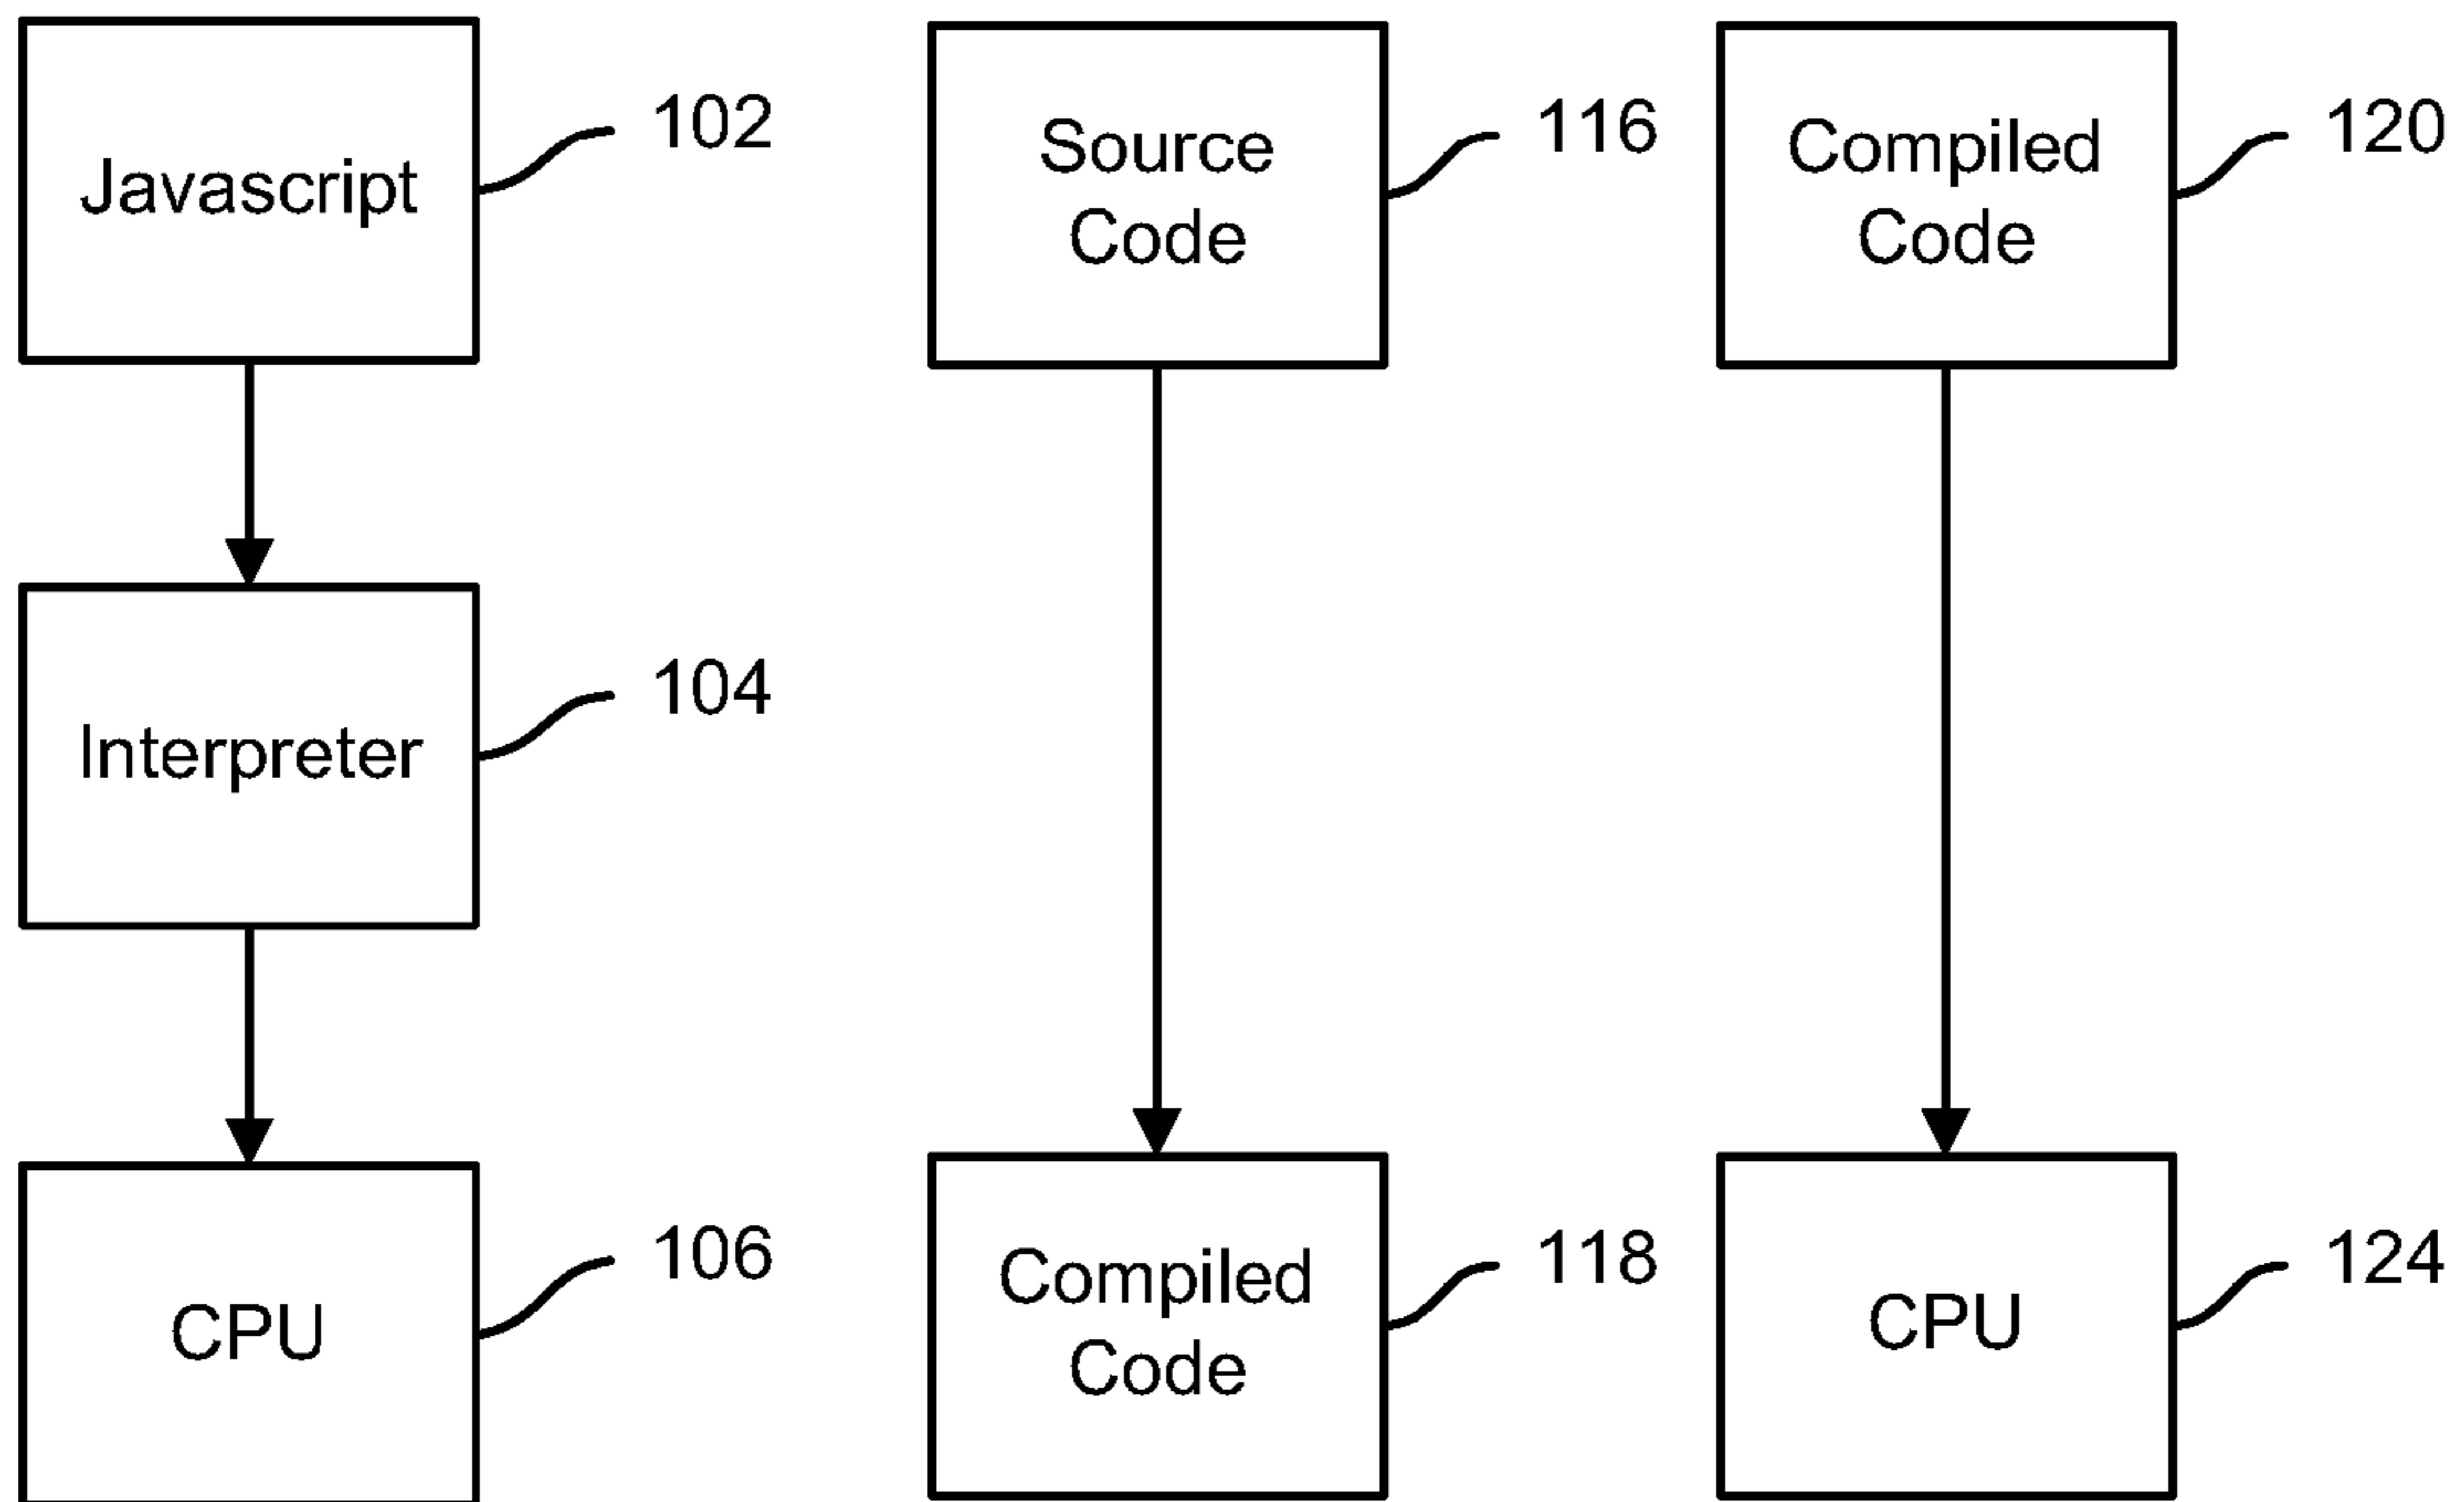 Javascript
102
Interpreter
104
CPU
106
Source
Code
116
Compiled
Code
118
Compiled
Code
120
CPU
124